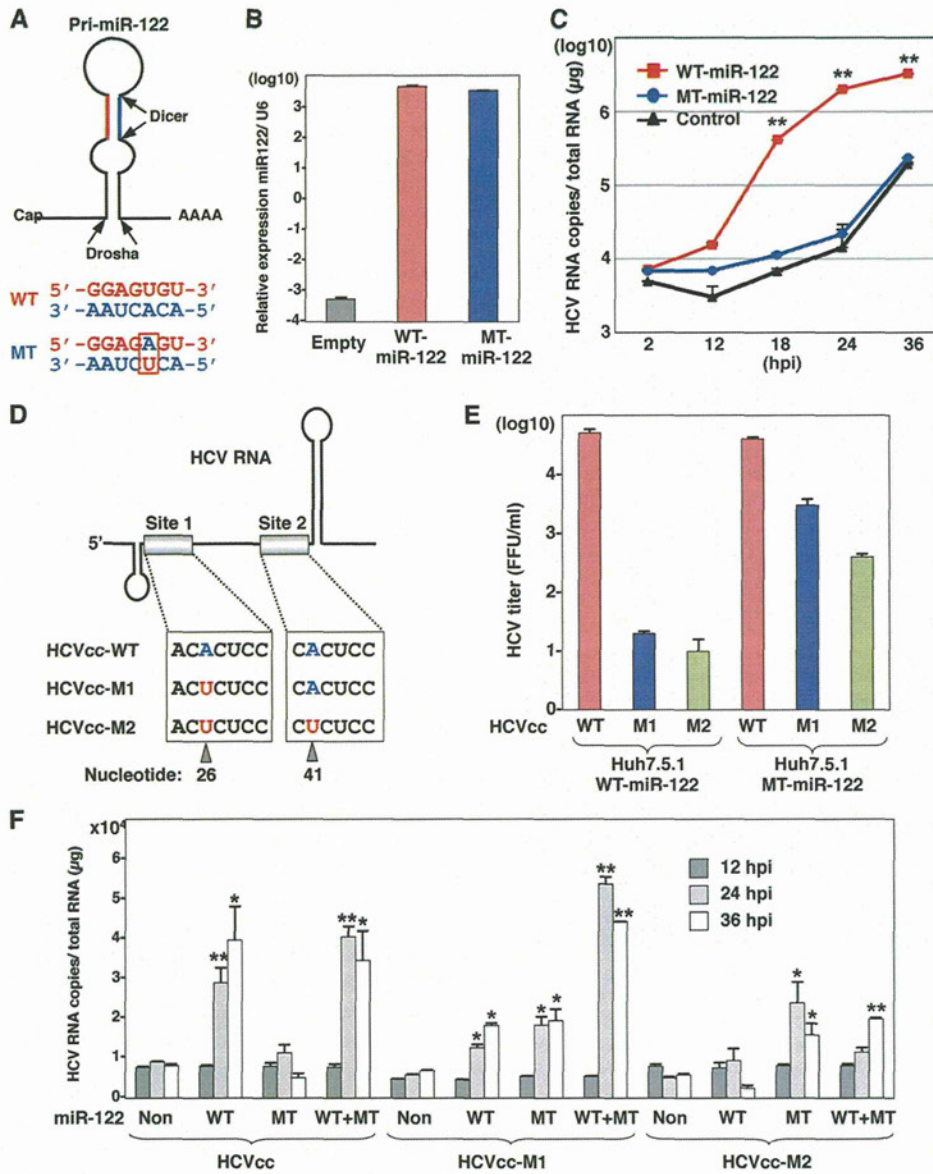 A
Pri-miR-122
Dicer
Cap
AAAA
Drosha
WT
5'-GGAGUGU-3'
3'-AAUCACA-5'
MT
5'-GGAGAGU-3'
3'-AAUCUCA-5'
B
(log10)
Relative expression miR122/ U6
3
2
1
0
-1
-2
-3
-4
Empty
WT-
miR-122
MT-
miR-122
C
(log10)
HCV RNA copies/ total RNA (µg)
WT-miR-122
MT-miR-122
Control
**
**
**
6
5
4
3
2
12
18
24
36
(hpi)
D
HCV RNA
Site 1
Site 2
5'
HCVcc-WT
ACACUCC
CACUCC
HCVcc-M1
ACUCUCC
CACUCC
HCVcc-M2
ACUCUCC
CUCUCC
Nucleotide:
26
41
E
(log10)
HCV titer (FFU/ml)
4
3
2
1
0
HCVcc
WT
M1
M2
WT
M1
M2
Huh7.5.1
WT-miR-122
Huh7.5.1
MT-miR-122
F
x10⁴
HCV RNA copies/ total RNA (µg)
6
5
4
3
2
1
0
12 hpi
24 hpi
36 hpi
**
*
**
*
*
*
*
*
**
**
*
*
**
miR-122
Non
WT
MT
WT+MT
Non
WT
MT
WT+MT
Non
WT
MT
WT+MT
HCVcc
HCVcc-M1
HCVcc-M2